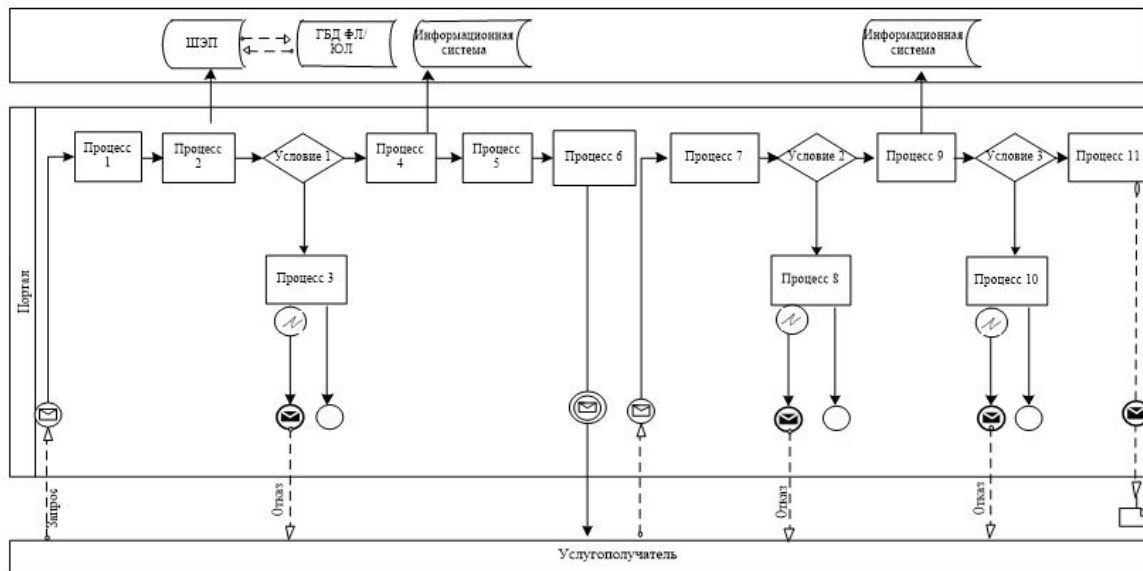 ШЭП
ГБД ФЛ/
ЮЛ
Информационная
система
Информационная
система
Портал
Процесс
1
Процесс
2
Условие 1
Процесс
4
Процесс
5
Процесс 6
Процесс 7
Условие 2
Процесс 9
Условие 3
Процесс 11
Процесс 3
Процесс 8
Процесс 10
Запрос
Отказ
Отказ
Отказ
Услугополучатель